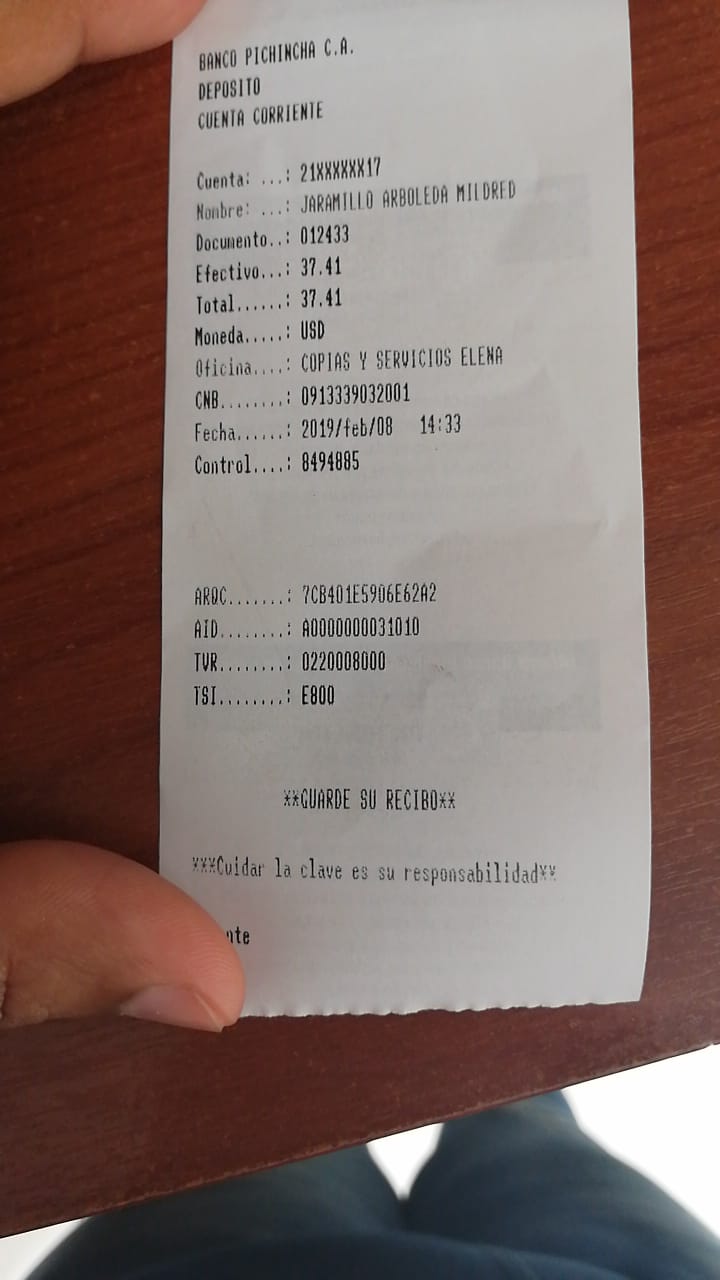 BANCO PICHINCHA C.A.
DEPOSITO
CUENTA CORRIENTE
Cuenta: ...: 21XXXXXX17
Nombre: ...: JARAMILLO ARBOLEDA MILDRED
Documento..: 012433
Efectivo...: 37.41
Total......: 37.41
Moneda.....: USD
Oficina....: COPIAS Y SERVICIOS ELENA
CNB........: 0913339032001
Fecha......: 2019/feb/08 14:33
Control....: 8494885
ARQC.......: 7CB401E5906E62A2
AID........: A0000000031010
TVR........: 0220008000
TSI........: E800
**GUARDE SU RECIBO**
***Cuidar la clave es su responsabilidad**